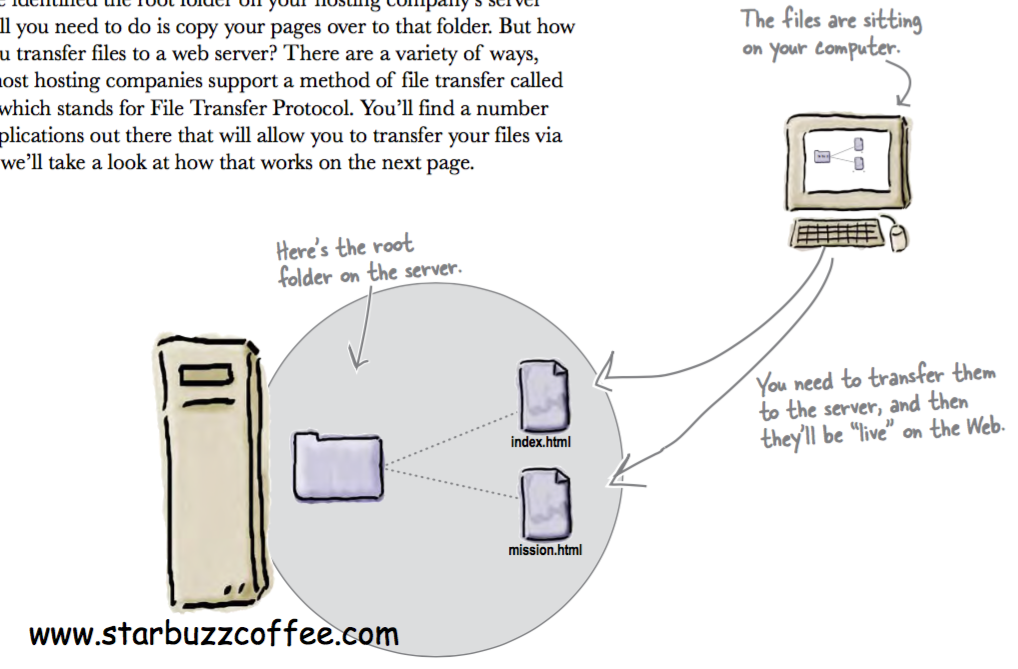 e identified the root folder on your hosting company's server
ll you need to do is copy your pages over to that folder. But how
u transfer files to a web server? There are a variety of ways,
ost hosting companies support a method of file transfer called
which stands for File Transfer Protocol. You'll find a number
plications out there that will allow you to transfer your files via
we'll take a look at how that works on the next page.
The files are sitting
on your computer.
Here's the root
folder on the server.
index.html
mission.html
You need to transfer them
to the server, and then
they'll be "live" on the Web.
www.starbuzzcoffee.com